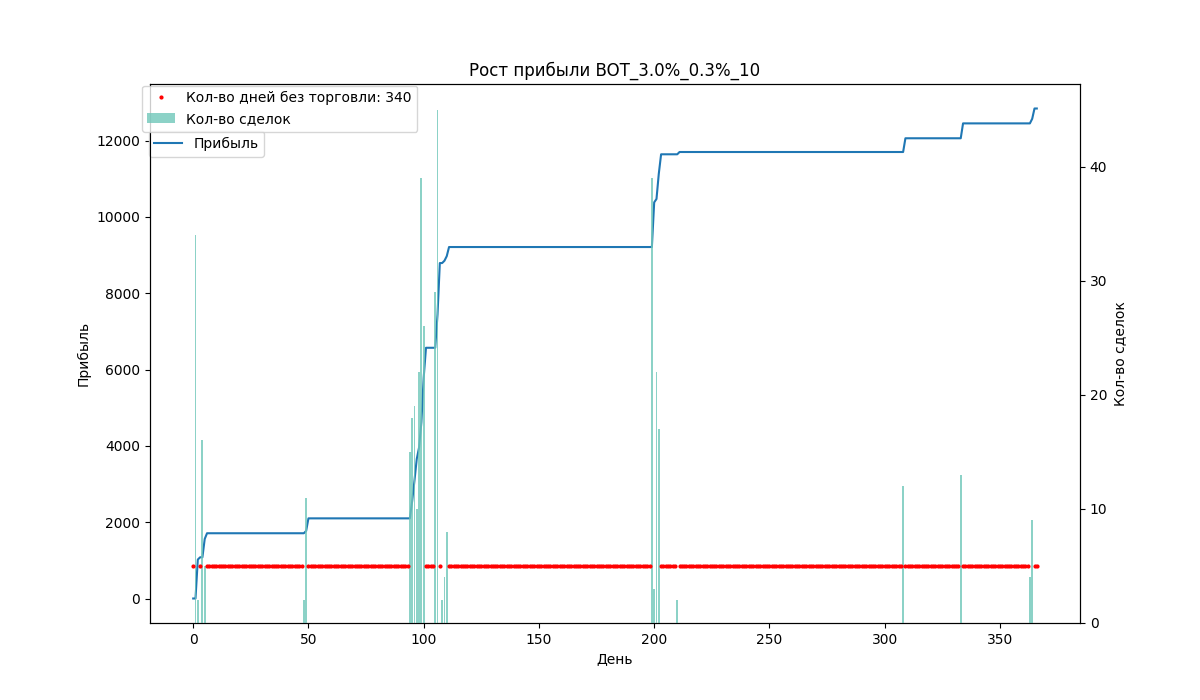 Рост прибыли BOT_3.0%_0.3%_10
Кол-во дней без торговли: 340
Кол-во сделок
Прибыль
12000
10000
8000
6000
4000
2000
0
Прибыль
40
30
20
10
0
Кол-во сделок
0 50 100 150 200 250 300 350
День